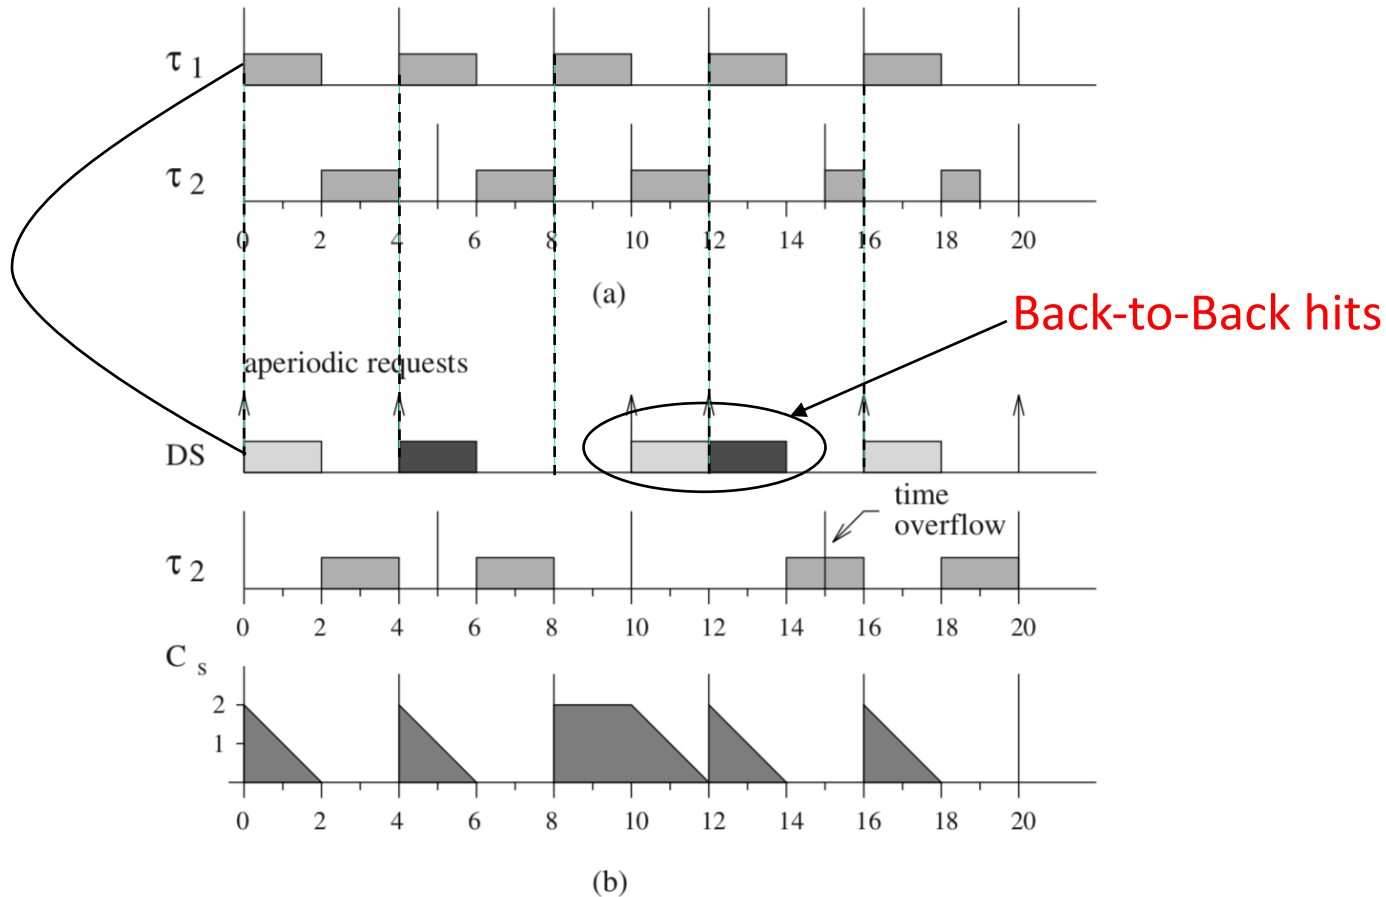 τ 1
τ 2
0 2 4 6 8 10 12 14 16 18 20
(a)
Back-to-Back hits
aperiodic requests
DS
time
overflow
τ 2
0 2 4 6 8 10 12 14 16 18 20
C s
2
1
0 2 4 6 8 10 12 14 16 18 20
(b)